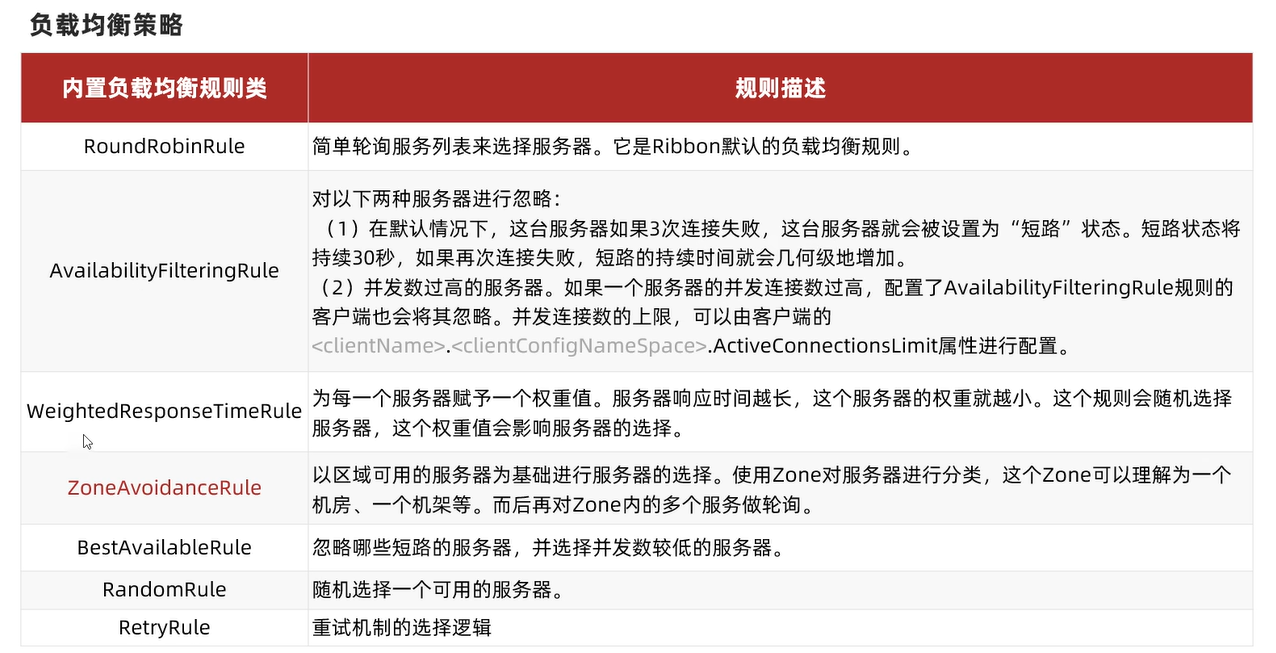 负载均衡策略
内置负载均衡规则类
规则描述
RoundRobinRule
简单轮询服务列表来选择服务器。它是Ribbon默认的负载均衡规则。
AvailabilityFilteringRule
对以下两种服务器进行忽略：
（1）在默认情况下，这台服务器如果3次连接失败，这台服务器就会被设置为“短路”状态。短路状态将
持续30秒，如果再次连接失败，短路的持续时间就会几何级地增加。
（2）并发数过高的服务器。如果一个服务器的并发连接数过高，配置了AvailabilityFilteringRule规则的
客户端也会将其忽略。并发连接数的上限，可以由客户端的
<clientName>.<clientConfigNameSpace>.ActiveConnectionsLimit属性进行配置。
WeightedResponseTimeRule
为每一个服务器赋予一个权重值。服务器响应时间越长，这个服务器的权重就越小。这个规则会随机选择
服务器，这个权重值会影响服务器的选择。
ZoneAvoidanceRule
以区域可用的服务器为基础进行服务器的选择。使用Zone对服务器进行分类，这个Zone可以理解为一个
机房、一个机架等。而后再对Zone内的多个服务做轮询。
BestAvailableRule
忽略哪些短路的服务器，并选择并发数较低的服务器。
RandomRule
随机选择一个可用的服务器。
RetryRule
重试机制的选择逻辑